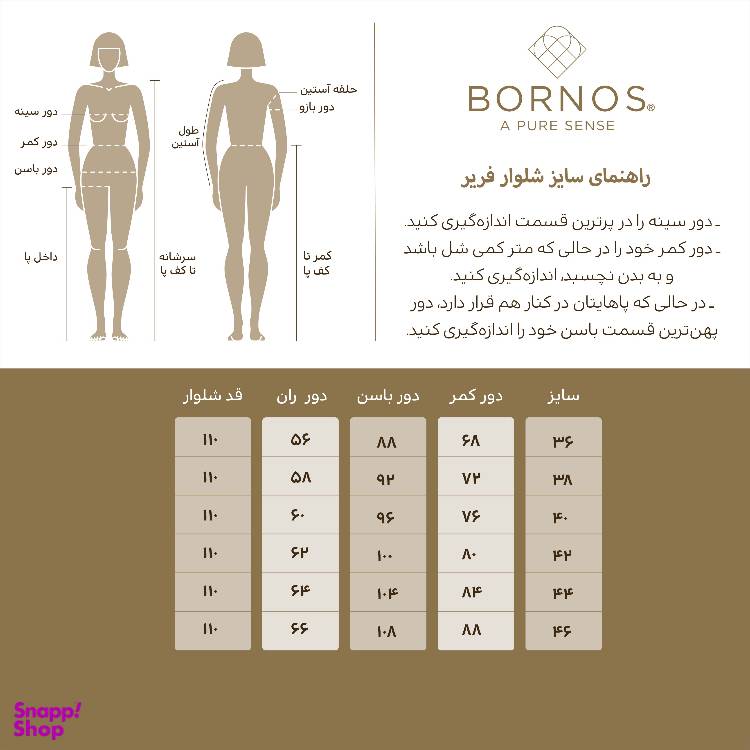 BORNOS®
A PURE SENSE
راهنمای سایز شلوار فریر
ـ دور سینه را در پرترین قسمت اندازه‌گیری کنید.
ـ دور کمر خود را در حالی که متر کمی شل باشد
و به بدن نچسبد، اندازه‌گیری کنید.
ـ در حالی که پاهایتان در کنار هم قرار دارد، دور
پهن‌ترین قسمت باسن خود را اندازه‌گیری کنید.
حلقه آستین
دور بازو
طول
آستین
کمر تا
کف پا
دور سینه
دور کمر
دور باسن
داخل پا
سرشانه
تا کف پا
سایز دور کمر دور باسن دور ران قد شلوار
۳۶ ۶۸ ۸۸ ۵۶ ۱۱۰
۳۸ ۷۲ ۹۲ ۵۸ ۱۱۰
۴۰ ۷۶ ۹۶ ۶۰ ۱۱۰
۴۲ ۸۰ ۱۰۰ ۶۲ ۱۱۰
۴۴ ۸۴ ۱۰۴ ۶۴ ۱۱۰
۴۶ ۸۸ ۱۰۸ ۶۶ ۱۱۰
Snapp!
Shop